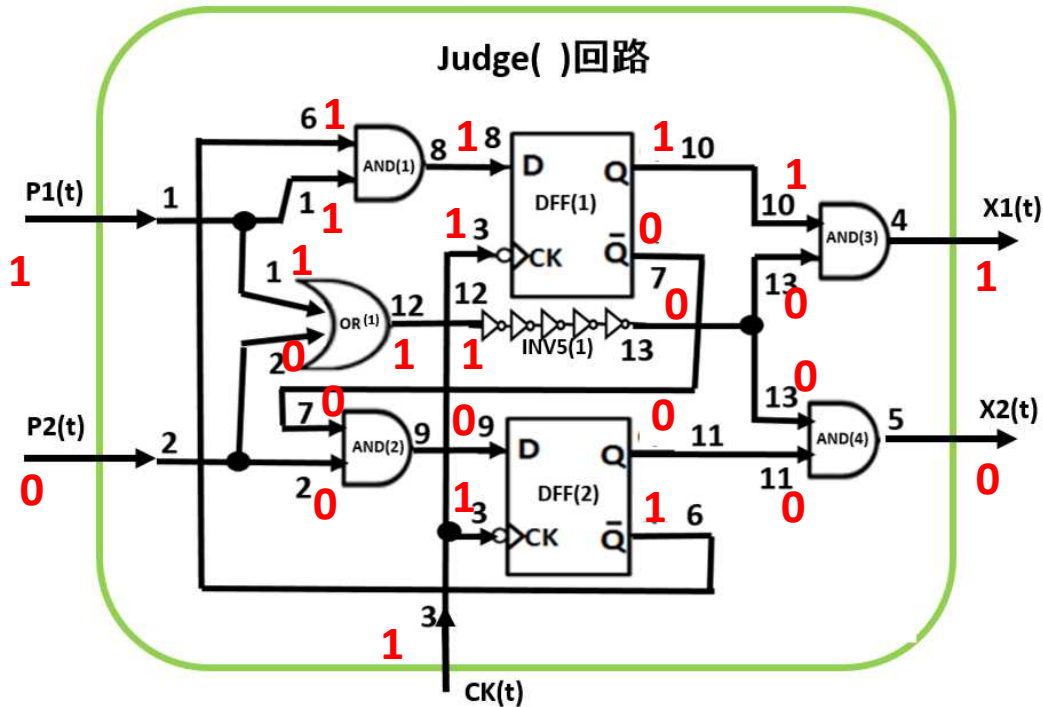 Judge( )回路
6 1
AND(1)
8 1 8
D
Q
1 10
DFF(1)
P1(t)
1
1
1
1
1 3
CK
Q̄
0
7
1
10
AND(3)
4
X1(t)
1
1 1
OR(1)
12
1
12
1
INV5(1)
13
0
13
0
2 0
7 0
P2(t)
2
0
AND(2)
9 0 9
D
Q
0
11
DFF(2)
2 0
1 3
CK
Q̄
1 6
0
13
AND(4)
5
X2(t)
0
11 0
3
1
CK(t)